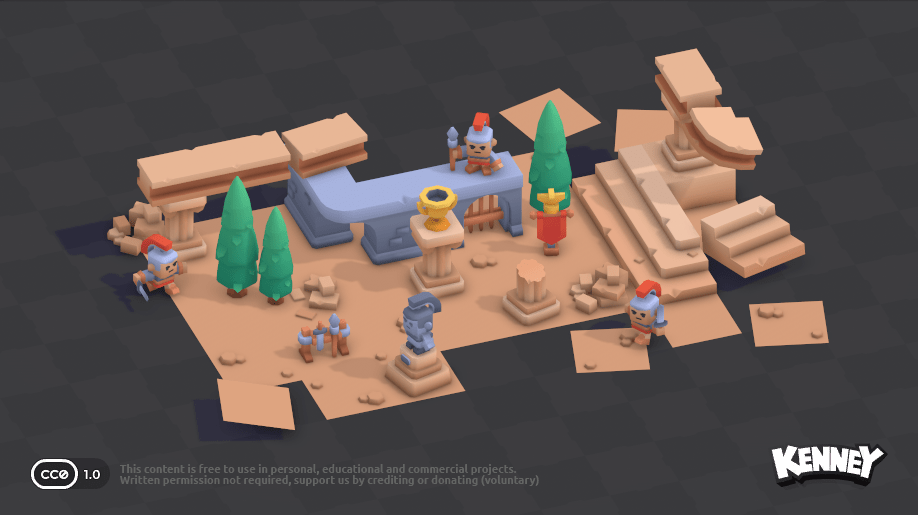 CC0 1.0
This content is free to use in personal, educational and commercial projects.
Written permission not required, support us by crediting or donating (voluntary)
KENNEY